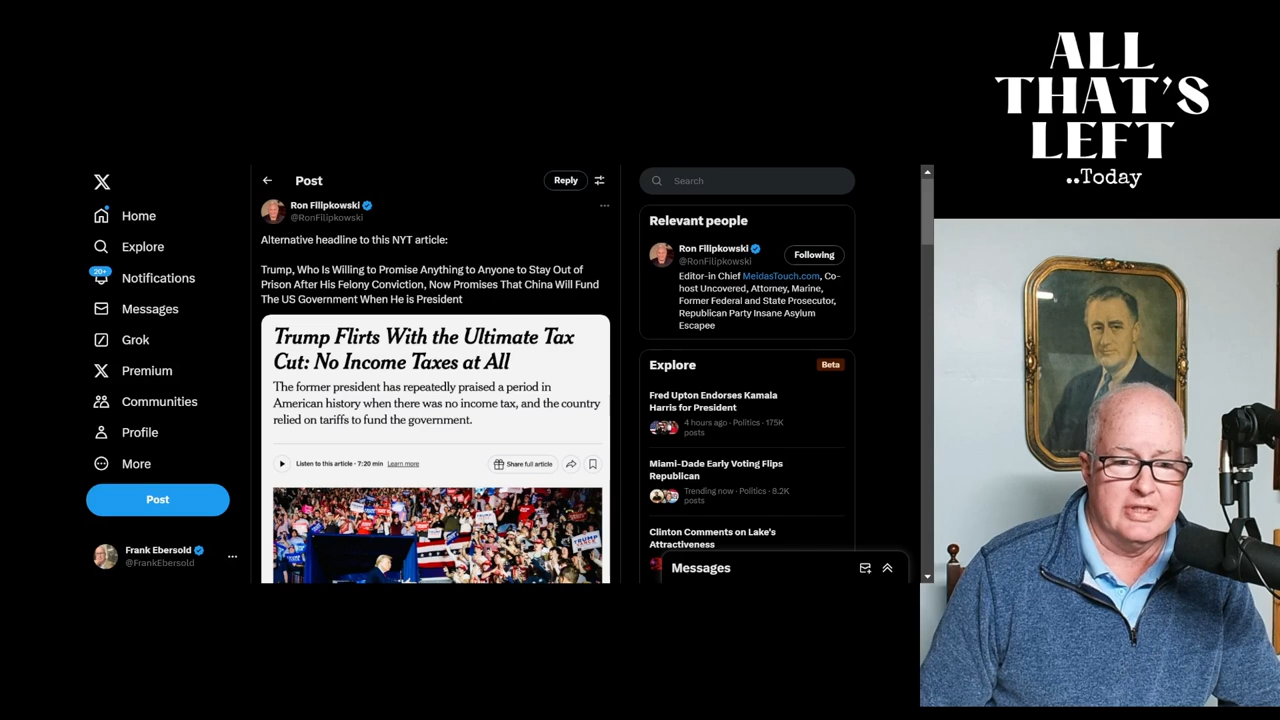 ALL
THAT'S
LEFT
..Today
Home
Explore
20+
Notifications
Messages
Grok
Premium
Communities
Profile
More
Post
Frank Ebersold
@FrankEbersold
Post
Reply
Ron Filipkowski
@RonFilipkowski
Alternative headline to this NYT article:
Trump, Who Is Willing to Promise Anything to Anyone to Stay Out of
Prison After His Felony Conviction, Now Promises That China Will Fund
The US Government When He is President
Trump Flirts With the Ultimate Tax
Cut: No Income Taxes at All
The former president has repeatedly praised a period in
American history when there was no income tax, and the country
relied on tariffs to fund the government.
Listen to this article · 7:20 min Learn more
Share full article
TRUMP
Search
Relevant people
Ron Filipkowski
@RonFilipkowski
Following
Editor-in Chief MeidasTouch.com, Co-
host Uncovered, Attorney, Marine,
Former Federal and State Prosecutor,
Republican Party Insane Asylum
Escapee
Explore
Beta
Fred Upton Endorses Kamala
Harris for President
4 hours ago · Politics · 175K
posts
Miami-Dade Early Voting Flips
Republican
Trending now · Politics · 8.2K
posts
Clinton Comments on Lake's
Attractiveness
Messages